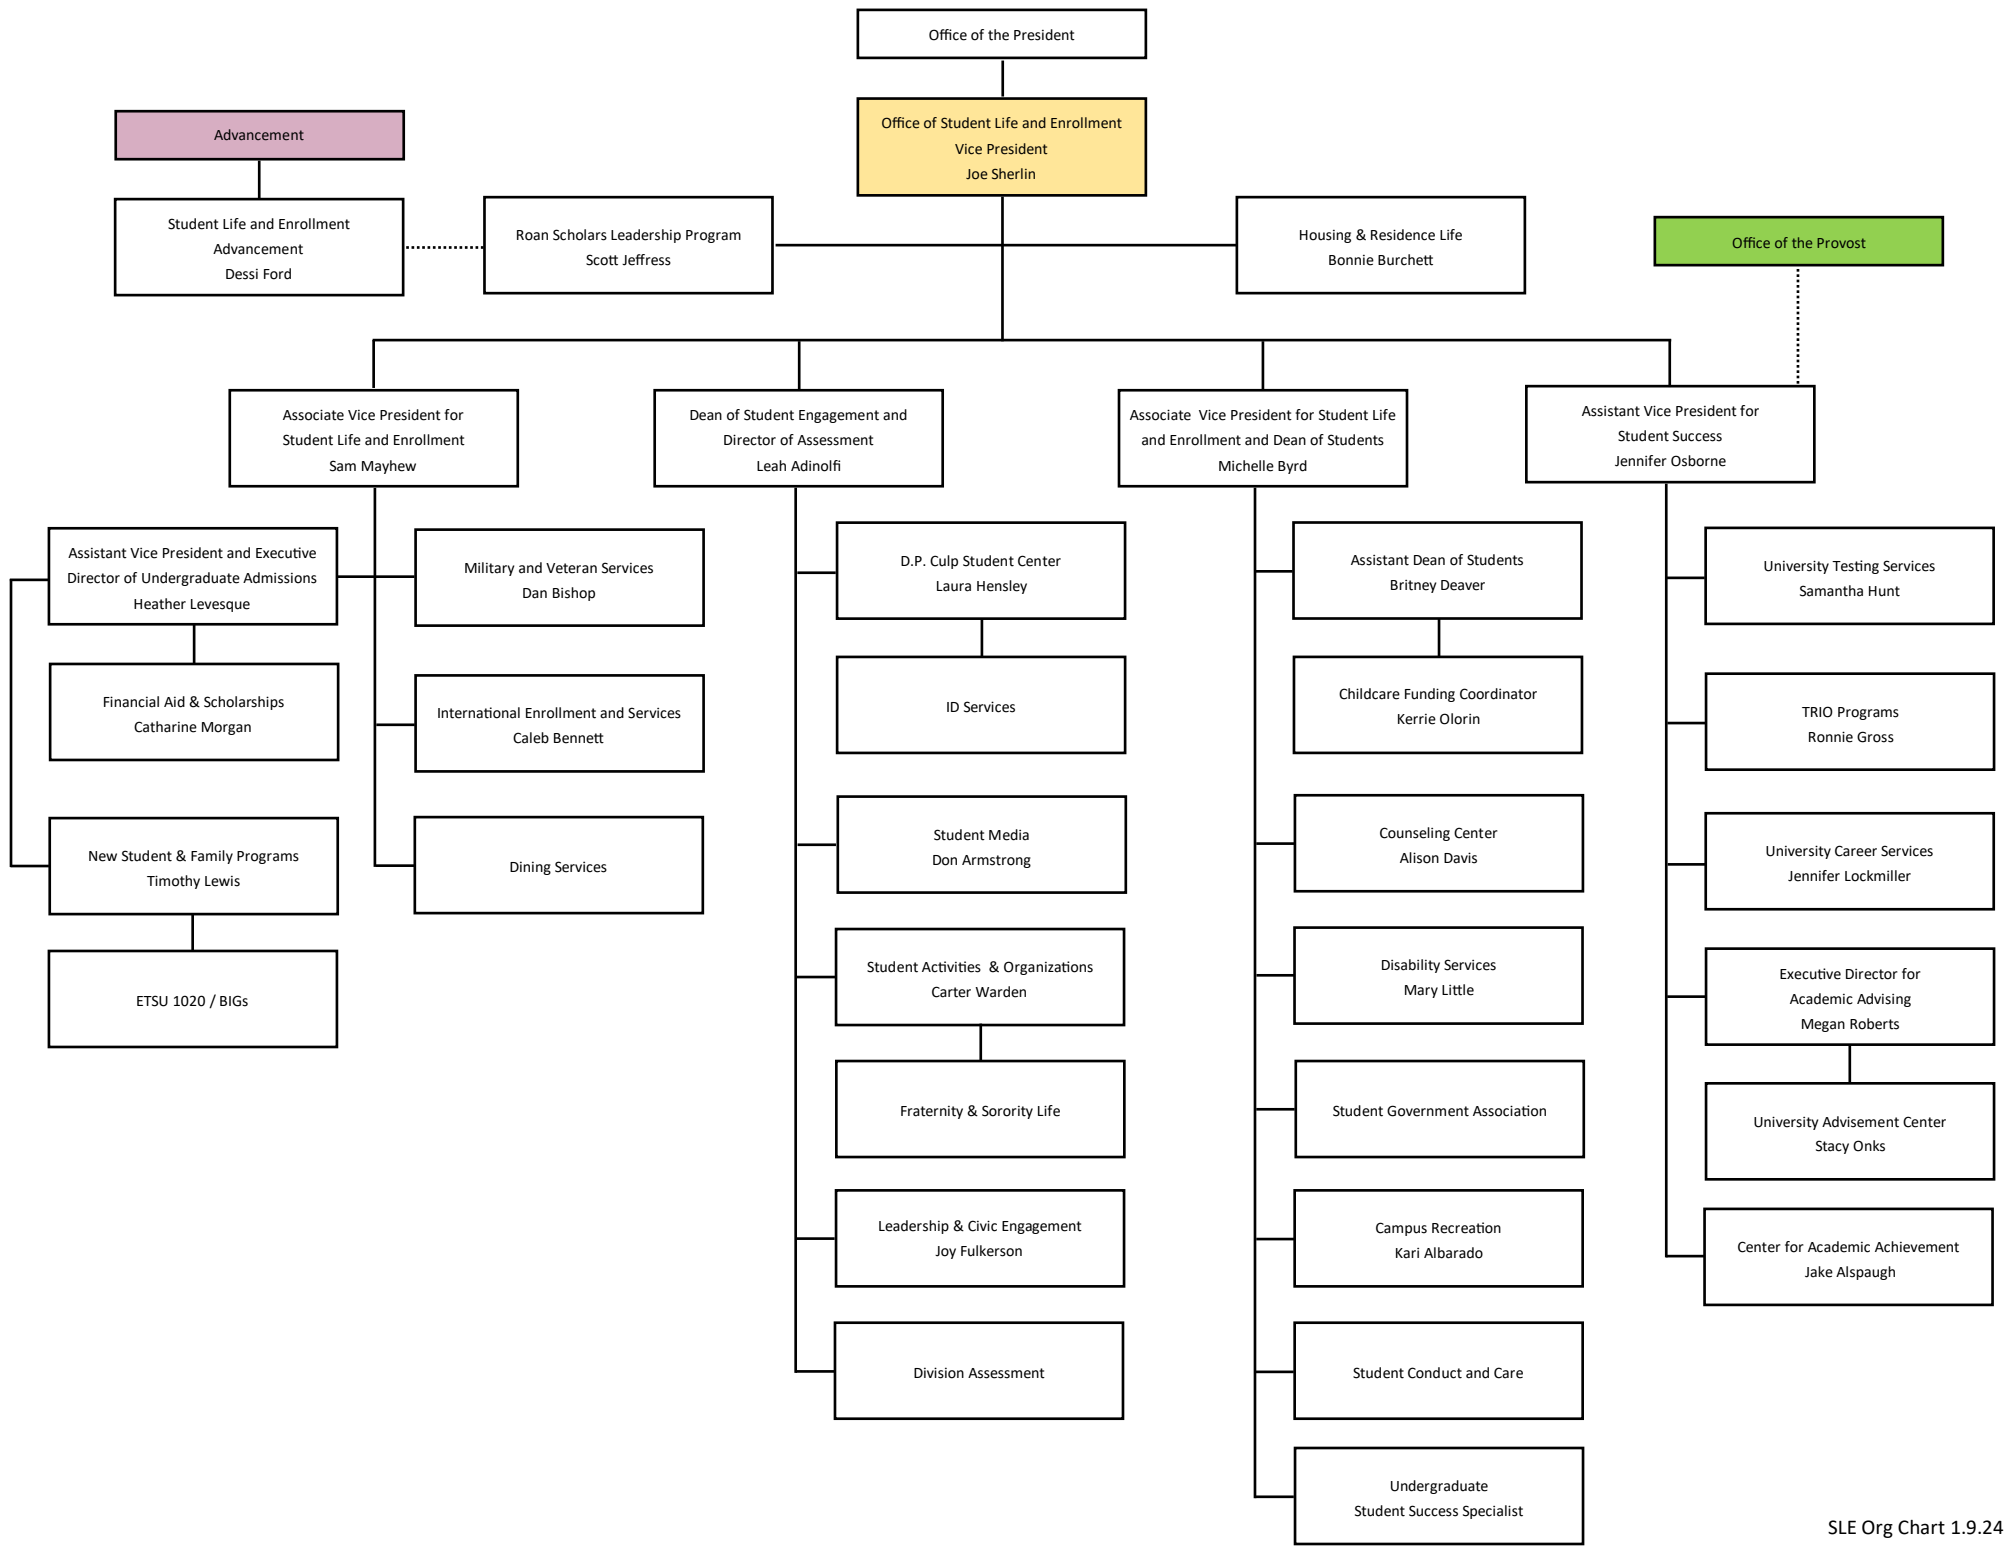 Office of the President
Office of Student Life and Enrollment
Vice President
Joe Sherlin
Advancement
Student Life and Enrollment
Advancement
Dessi Ford
Roan Scholars Leadership Program
Scott Jeffress
Housing & Residence Life
Bonnie Burchett
Office of the Provost
Associate Vice President for
Student Life and Enrollment
Sam Mayhew
Dean of Student Engagement and
Director of Assessment
Leah Adinolfi
Associate Vice President for Student Life
and Enrollment and Dean of Students
Michelle Byrd
Assistant Vice President for
Student Success
Jennifer Osborne
Assistant Vice President and Executive
Director of Undergraduate Admissions
Heather Levesque
Financial Aid & Scholarships
Catharine Morgan
New Student & Family Programs
Timothy Lewis
ETSU 1020 / BIGs
Military and Veteran Services
Dan Bishop
International Enrollment and Services
Caleb Bennett
Dining Services
D.P. Culp Student Center
Laura Hensley
ID Services
Student Media
Don Armstrong
Student Activities & Organizations
Carter Warden
Fraternity & Sorority Life
Leadership & Civic Engagement
Joy Fulkerson
Division Assessment
Assistant Dean of Students
Britney Deaver
Childcare Funding Coordinator
Kerrie Olorin
Counseling Center
Alison Davis
Disability Services
Mary Little
Student Government Association
Campus Recreation
Kari Albarado
Student Conduct and Care
Undergraduate
Student Success Specialist
University Testing Services
Samantha Hunt
TRIO Programs
Ronnie Gross
University Career Services
Jennifer Lockmiller
Executive Director for
Academic Advising
Megan Roberts
University Advisement Center
Stacy Onks
Center for Academic Achievement
Jake Alspaugh
SLE Org Chart 1.9.24